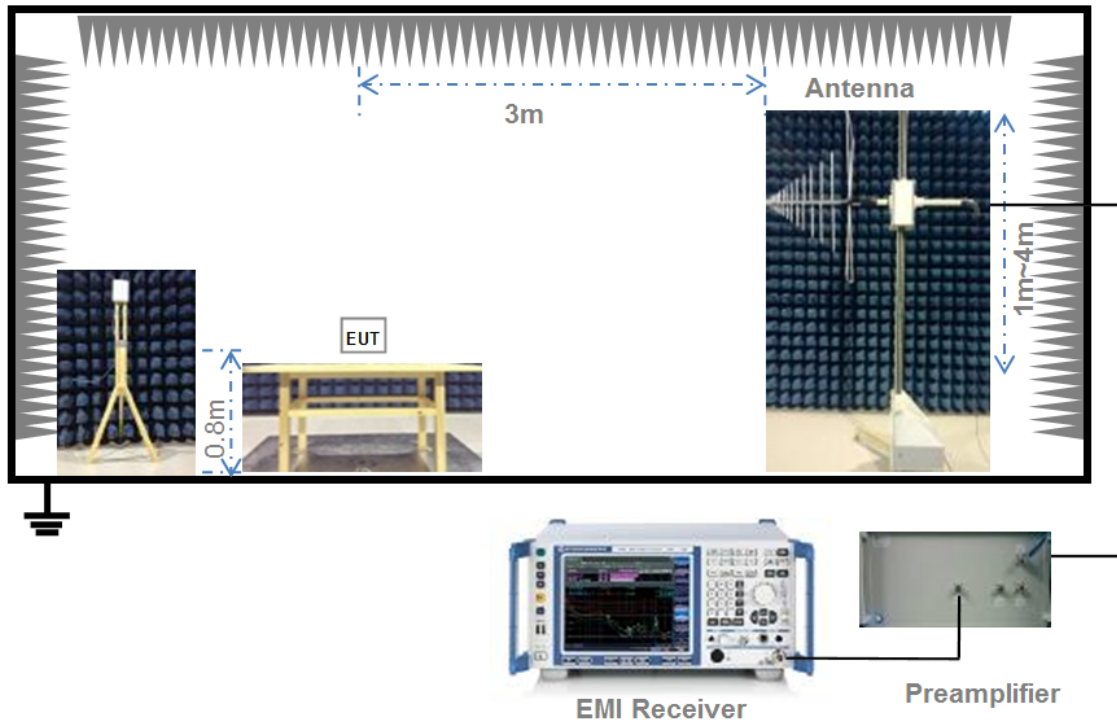 Antenna
3m
1m~4m
EUT
0.8m
EMI Receiver
Preamplifier